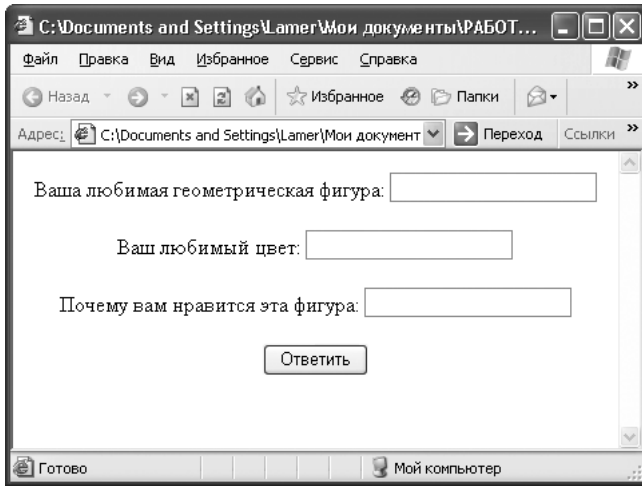 C:\Documents and Settings\Lamer\Мои документы\РАБОТ...
Файл Правка Вид Избранное Сервис Справка
Назад Избранное Папки »
Адрес: C:\Documents and Settings\Lamer\Мои документ Переход Ссылки »
Ваша любимая геометрическая фигура:
Ваш любимый цвет:
Почему вам нравится эта фигура:
Ответить
Готово Мой компьютер